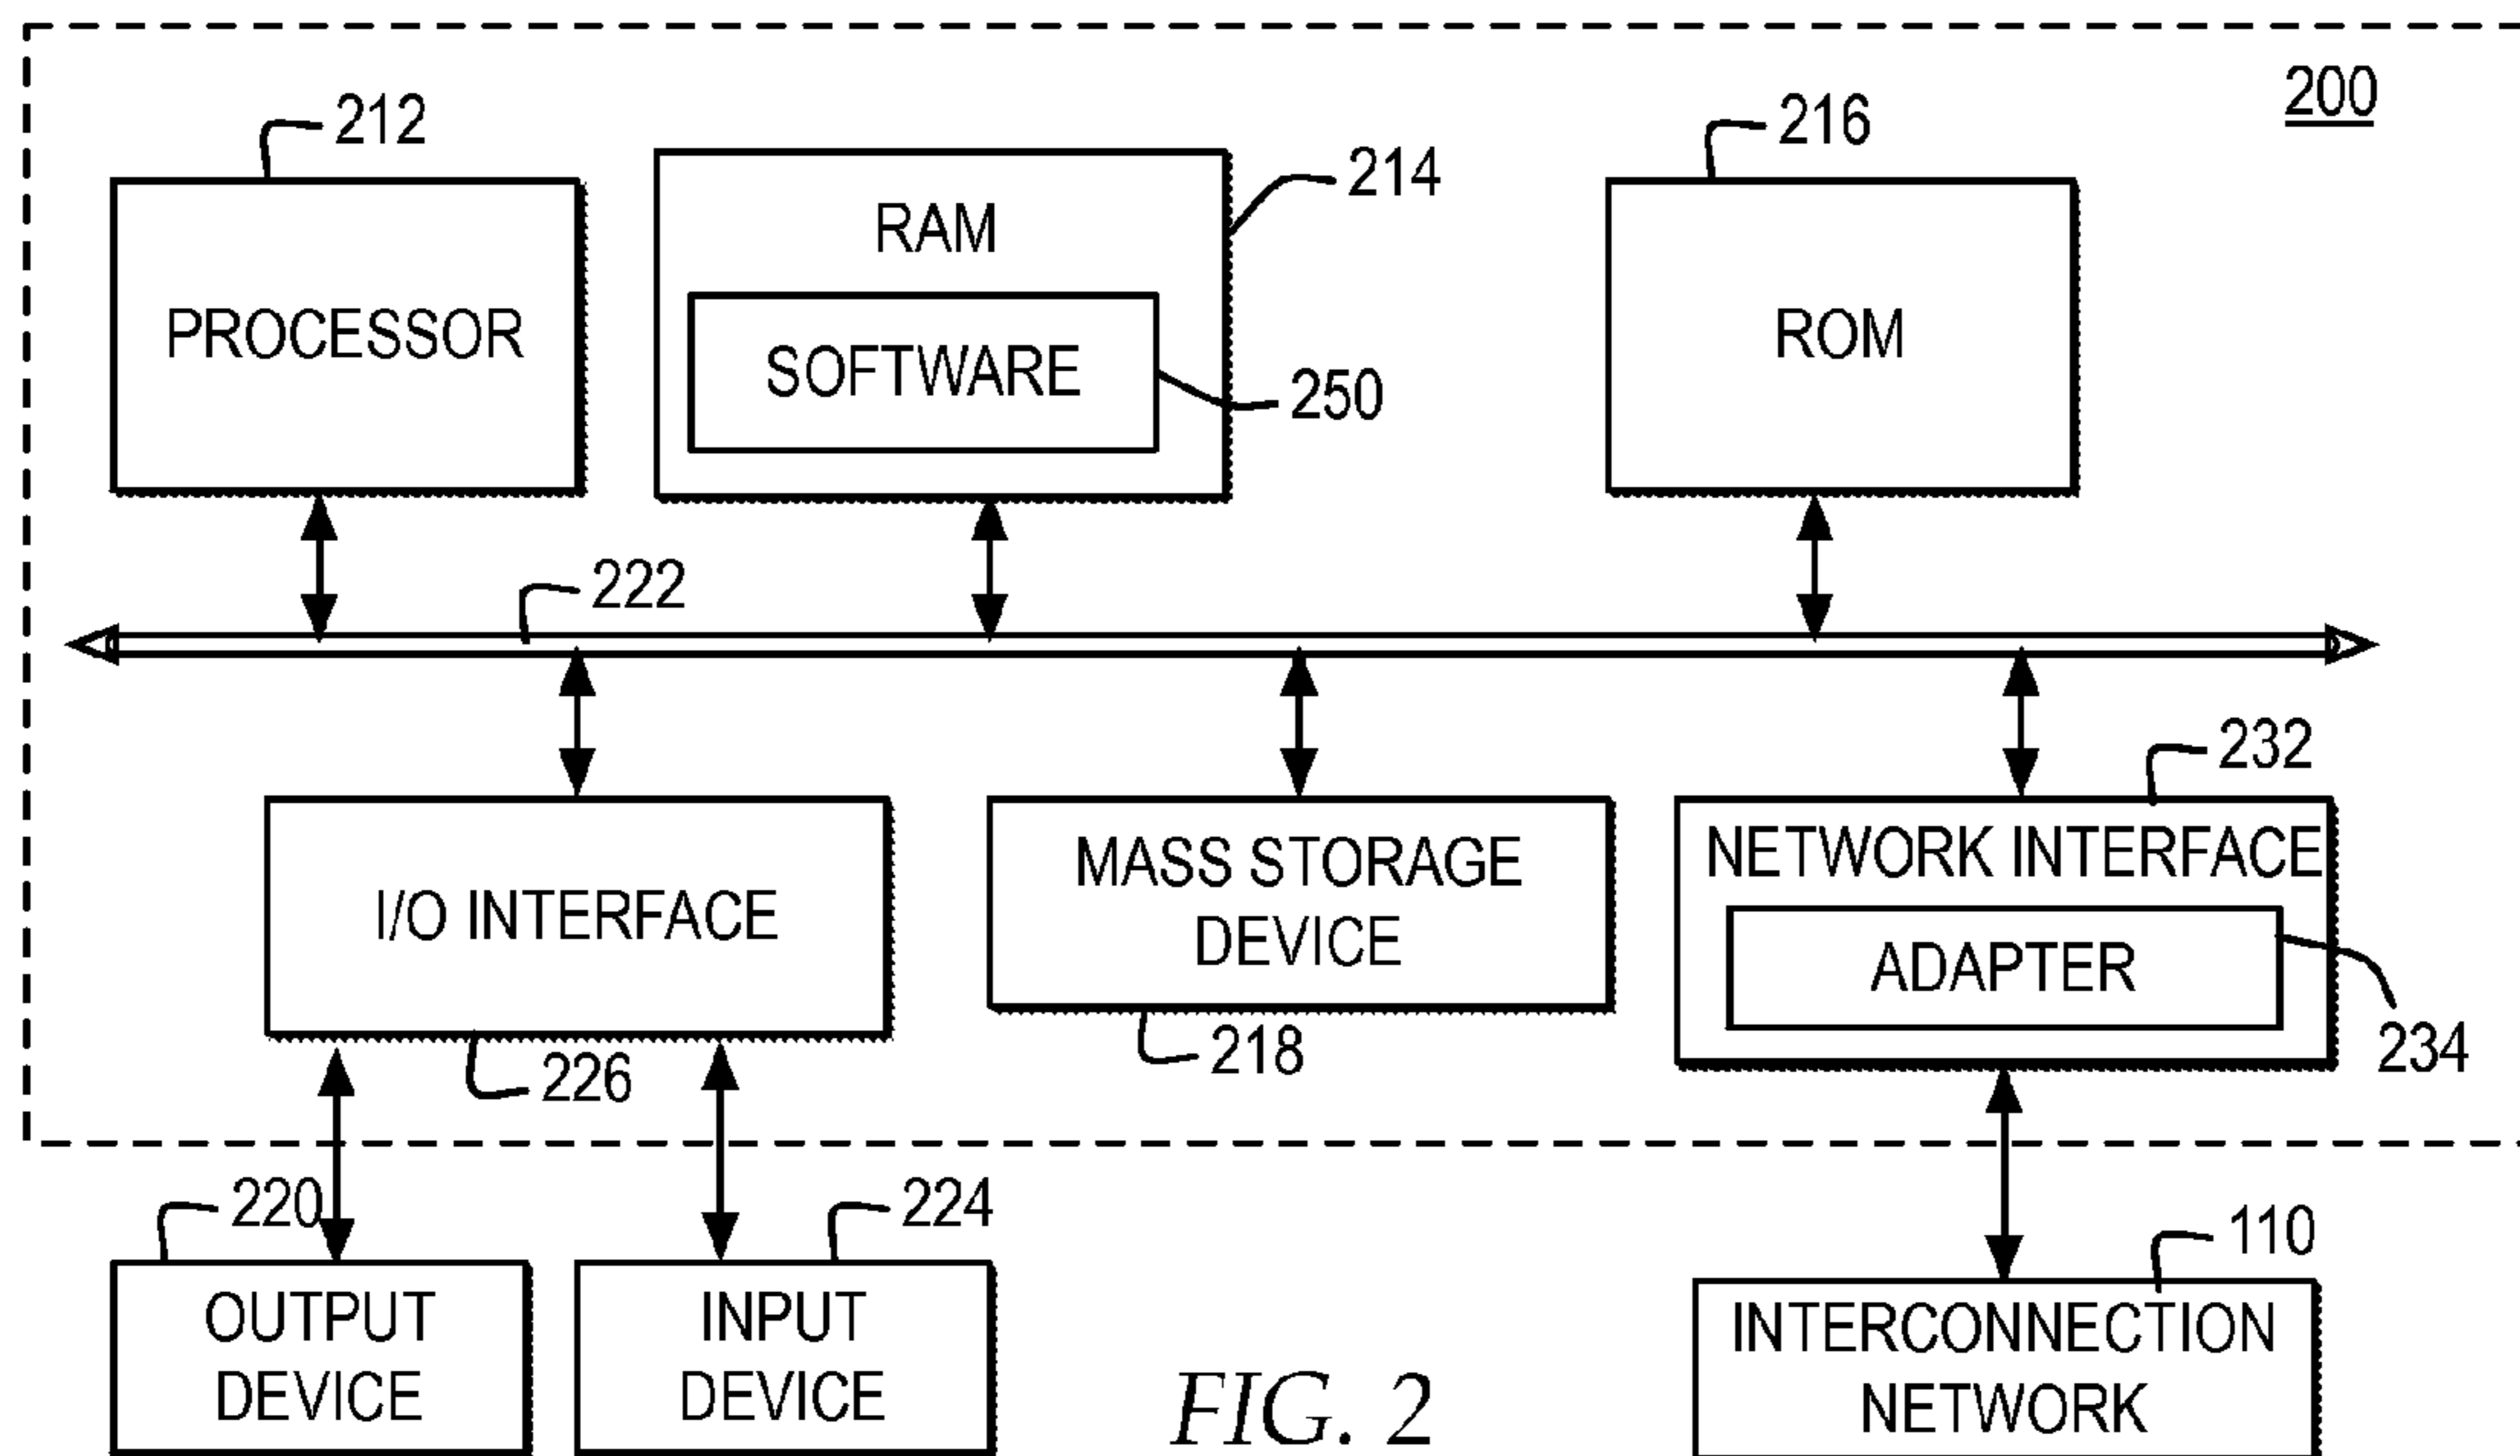 200
212
214
216
RAM
PROCESSOR
SOFTWARE
ROM
250
222
232
I/O INTERFACE
MASS STORAGE
DEVICE
NETWORK INTERFACE
ADAPTER
226
218
234
220
224
110
OUTPUT
DEVICE
INPUT
DEVICE
INTERCONNECTION
NETWORK
FIG. 2